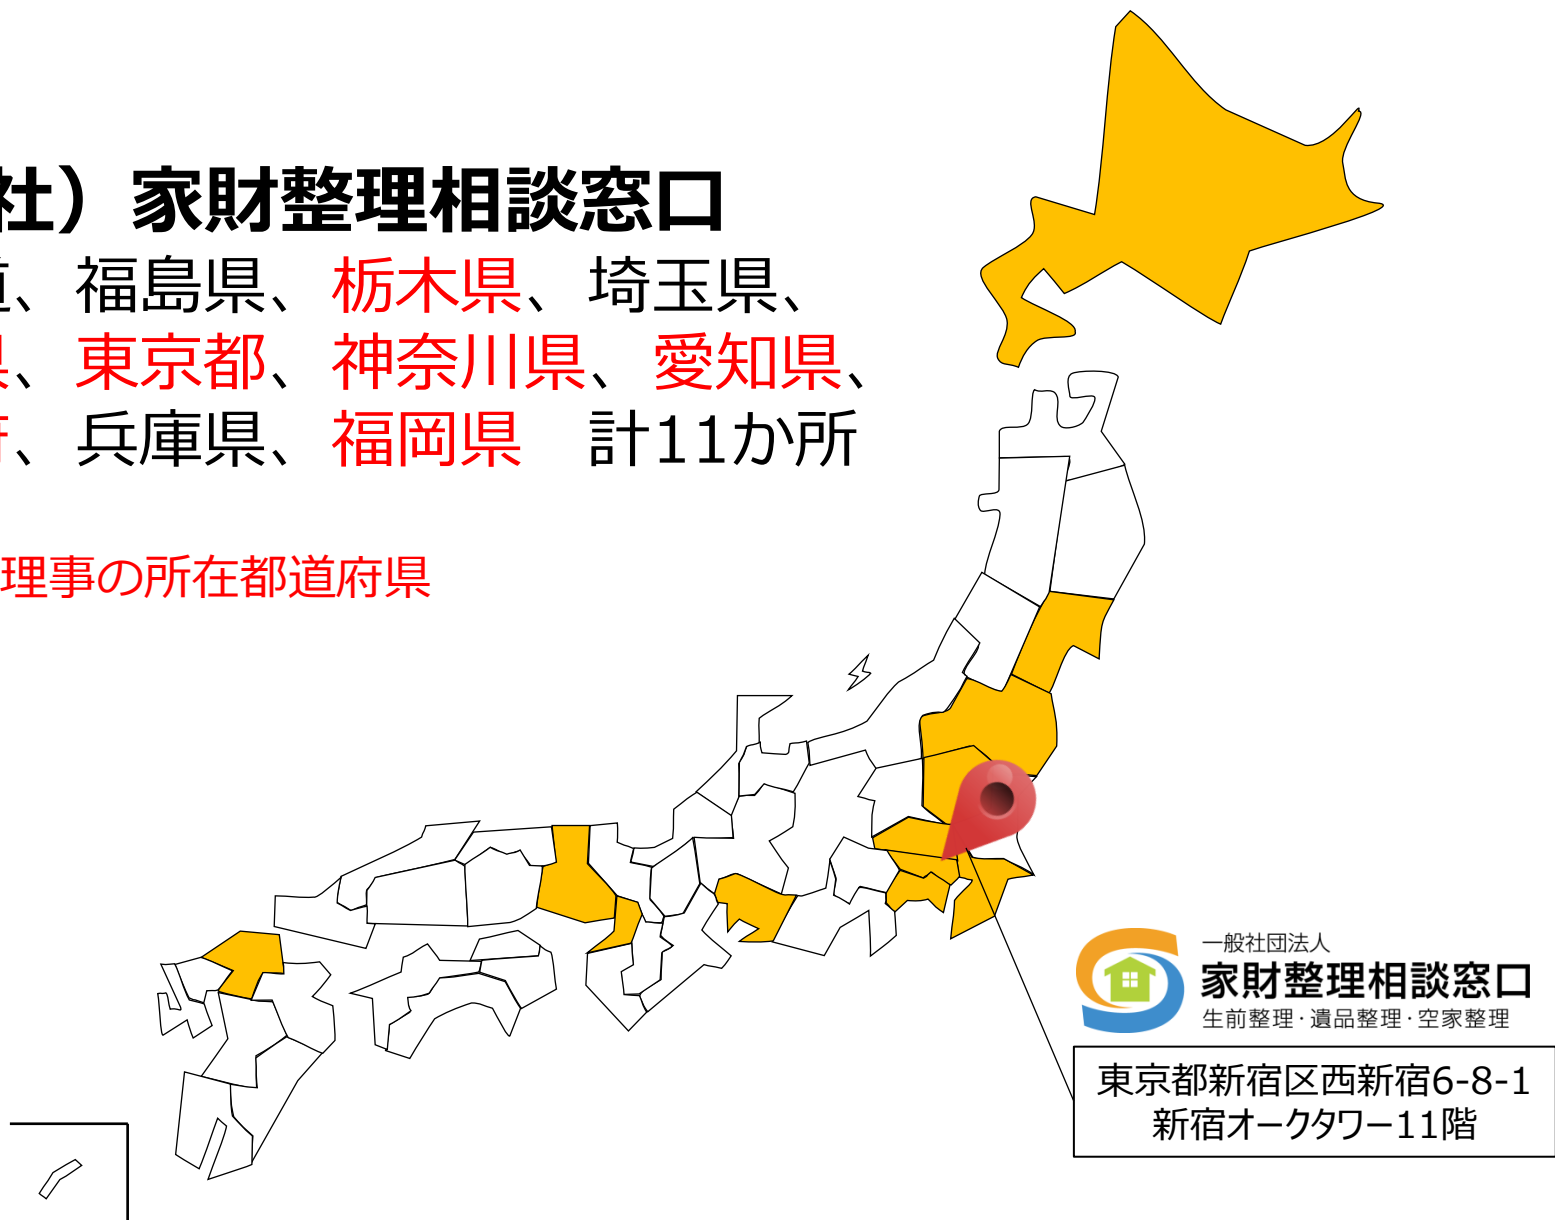 社）家財整理相談窓口
道、福島県、栃木県、埼玉県、
県、東京都、神奈川県、愛知県、
府、兵庫県、福岡県　計11か所
理事の所在都道府県
一般社団法人
家財整理相談窓口
生前整理・遺品整理・空家整理
東京都新宿区西新宿6-8-1
新宿オークタワー11階